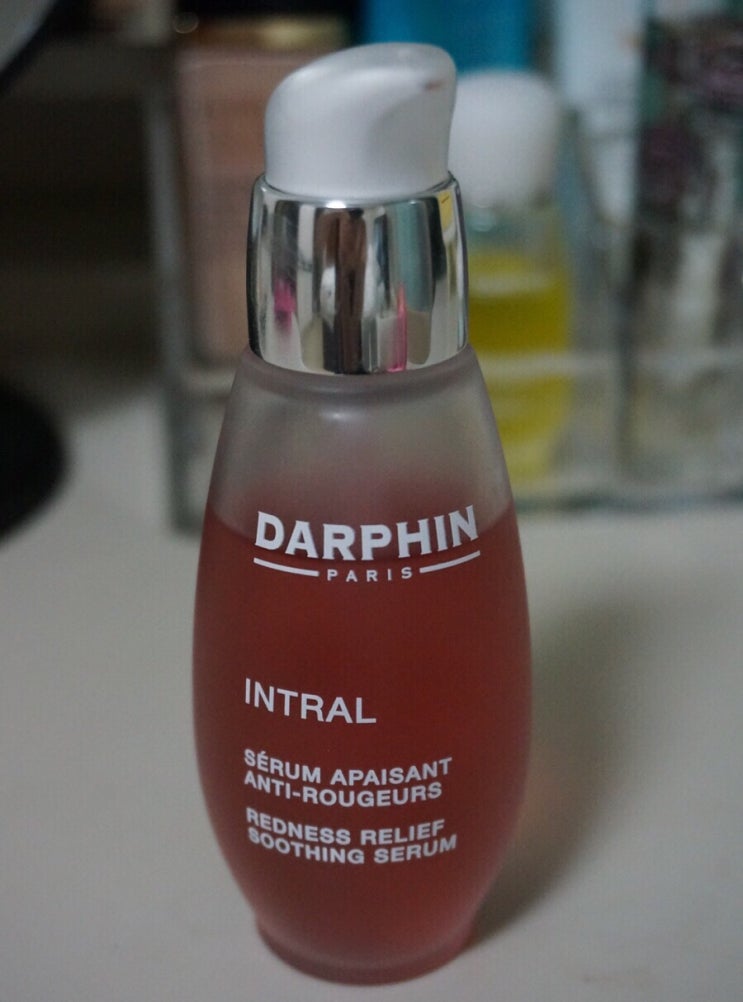 DARPHIN
PARIS
INTRAL
SÉRUM APAISANT
ANTI-ROUGEURS
REDNESS RELIEF
SOOTHING SERUM